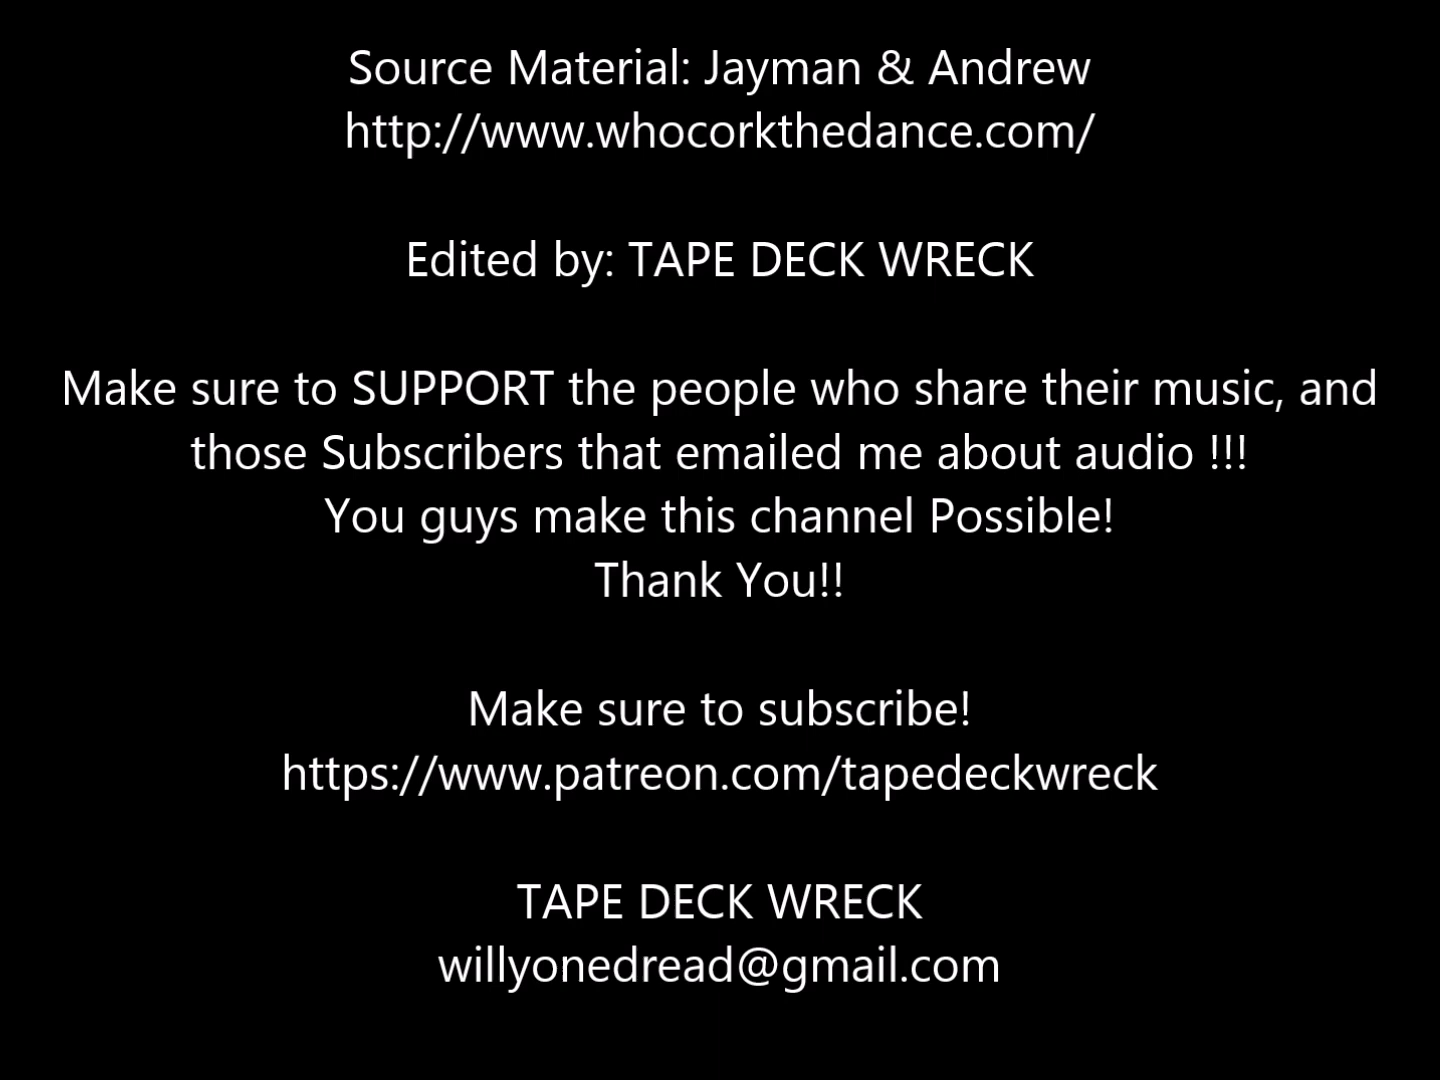 Source Material: Jayman & Andrew
http://www.whocorkthedance.com/
Edited by: TAPE DECK WRECK
Make sure to SUPPORT the people who share their music, and
those Subscribers that emailed me about audio !!!
You guys make this channel Possible!
Thank You!!
Make sure to subscribe!
https://www.patreon.com/tapedeckwreck
TAPE DECK WRECK
willyonedread@gmail.com